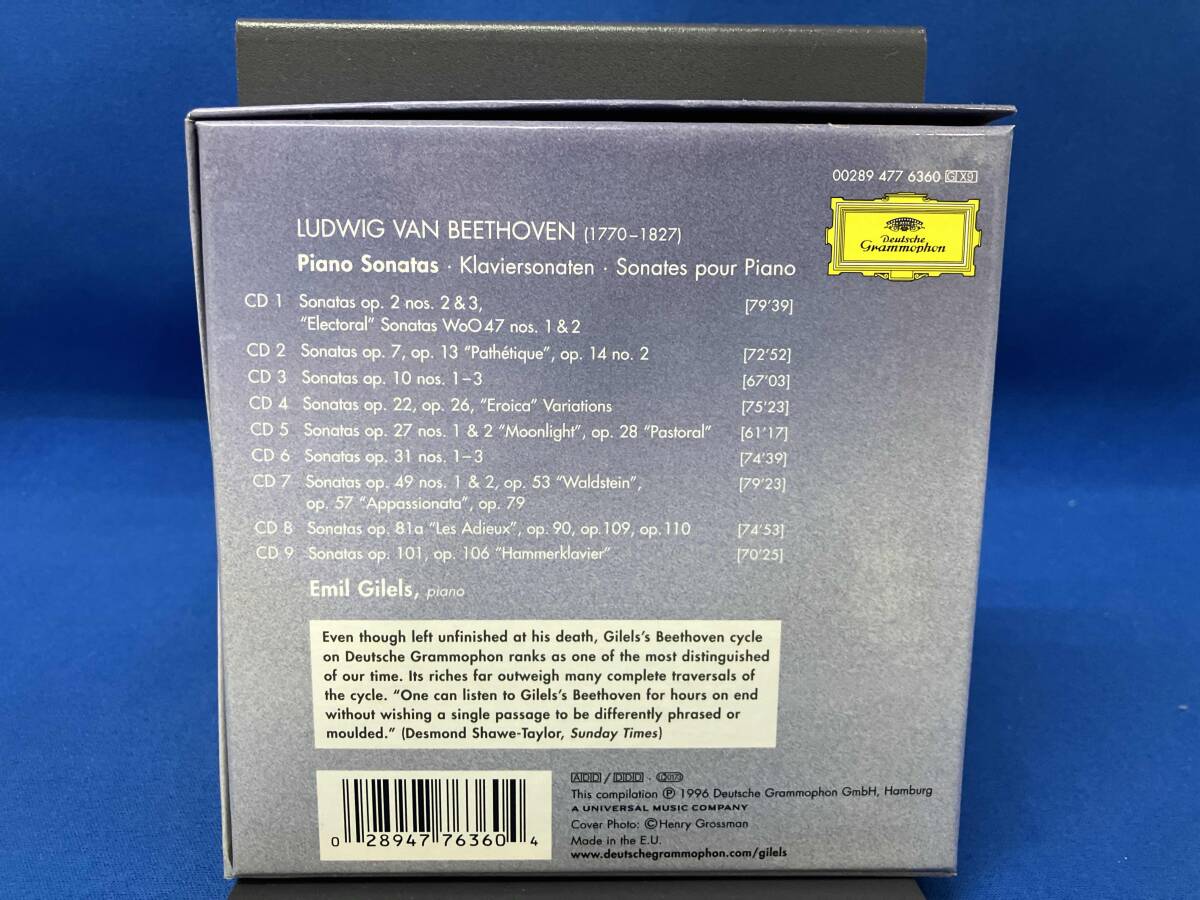 00289 477 6360 GX9
Deutsche
Grammophon
LUDWIG VAN BEETHOVEN (1770–1827)
Piano Sonatas · Klaviersonaten · Sonates pour Piano
CD 1 Sonatas op. 2 nos. 2 & 3, [79'39]
"Electoral" Sonatas WoO 47 nos. 1 & 2
CD 2 Sonatas op. 7, op. 13 "Pathétique", op. 14 no. 2 [72'52]
CD 3 Sonatas op. 10 nos. 1–3 [67'03]
CD 4 Sonatas op. 22, op. 26, "Eroica" Variations [75'23]
CD 5 Sonatas op. 27 nos. 1 & 2 "Moonlight", op. 28 "Pastoral" [61'17]
CD 6 Sonatas op. 31 nos. 1–3 [74'39]
CD 7 Sonatas op. 49 nos. 1 & 2, op. 53 "Waldstein", [79'23]
op. 57 "Appassionata", op. 79
CD 8 Sonatas op. 81a "Les Adieux", op. 90, op. 109, op. 110 [74'53]
CD 9 Sonatas op. 101, op. 106 "Hammerklavier" [70'25]
Emil Gilels, piano
Even though left unfinished at his death, Gilels's Beethoven cycle
on Deutsche Grammophon ranks as one of the most distinguished
of our time. Its riches far outweigh many complete traversals of
the cycle. "One can listen to Gilels's Beethoven for hours on end
without wishing a single passage to be differently phrased or
moulded." (Desmond Shawe-Taylor, Sunday Times)
0 28947 76360 4
ADD / DDD ·
This compilation ℗ 1996 Deutsche Grammophon GmbH, Hamburg
A UNIVERSAL MUSIC COMPANY
Cover Photo: © Henry Grossman
Made in the E.U.
www.deutschegrammophon.com/gilels